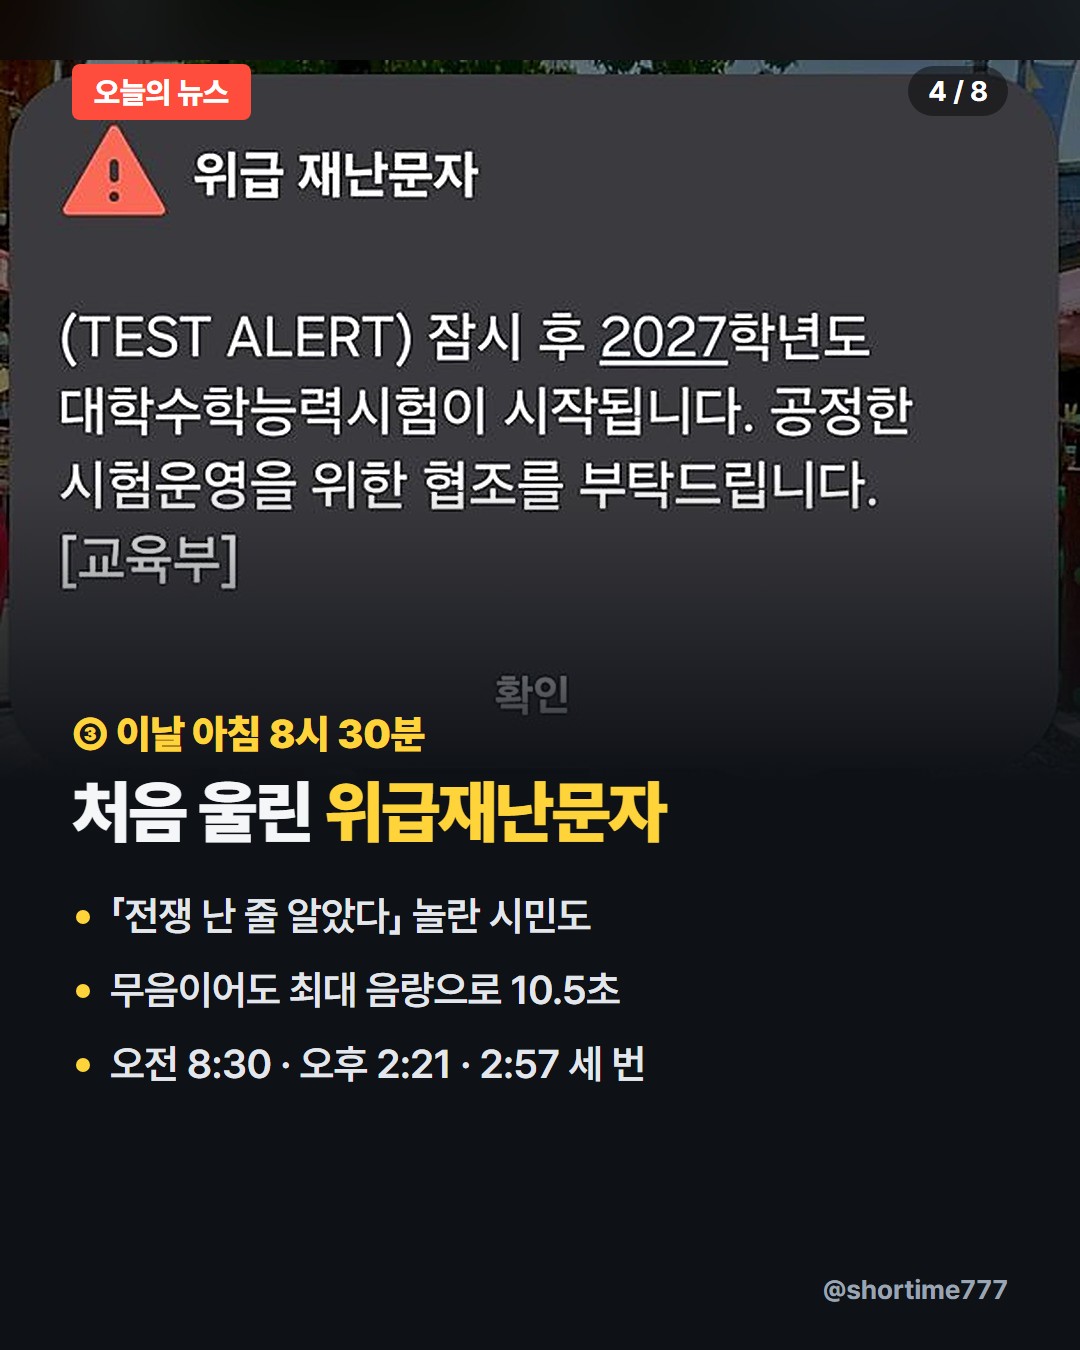 오늘의 뉴스
4 / 8
위급 재난문자
(TEST ALERT) 잠시 후 2027학년도
대학수학능력시험이 시작됩니다. 공정한
시험운영을 위한 협조를 부탁드립니다.
[교육부]
확인
③ 이날 아침 8시 30분
처음 울린 위급재난문자
• 「전쟁 난 줄 알았다」 놀란 시민도
• 무음이어도 최대 음량으로 10.5초
• 오전 8:30 · 오후 2:21 · 2:57 세 번
@shortime777